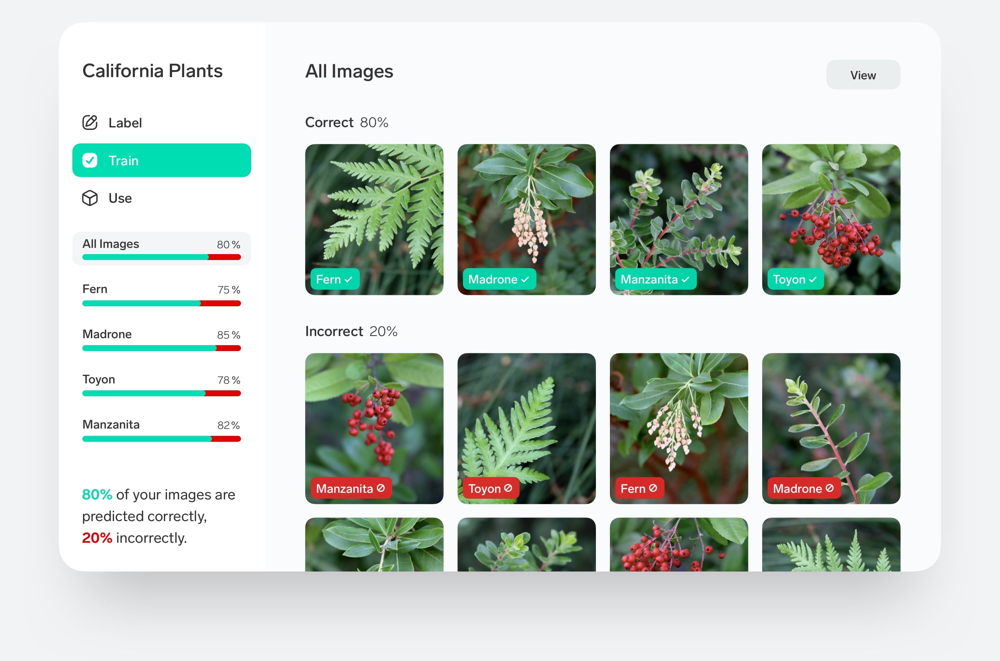 California Plants
Label
Train
Use
All Images 80 %
Fern 75 %
Madrone 85 %
Toyon 78 %
Manzanita 82 %
80% of your images are
predicted correctly,
20% incorrectly.
All Images
View
Correct 80%
Fern
Madrone
Manzanita
Toyon
Incorrect 20%
Manzanita
Toyon
Fern
Madrone